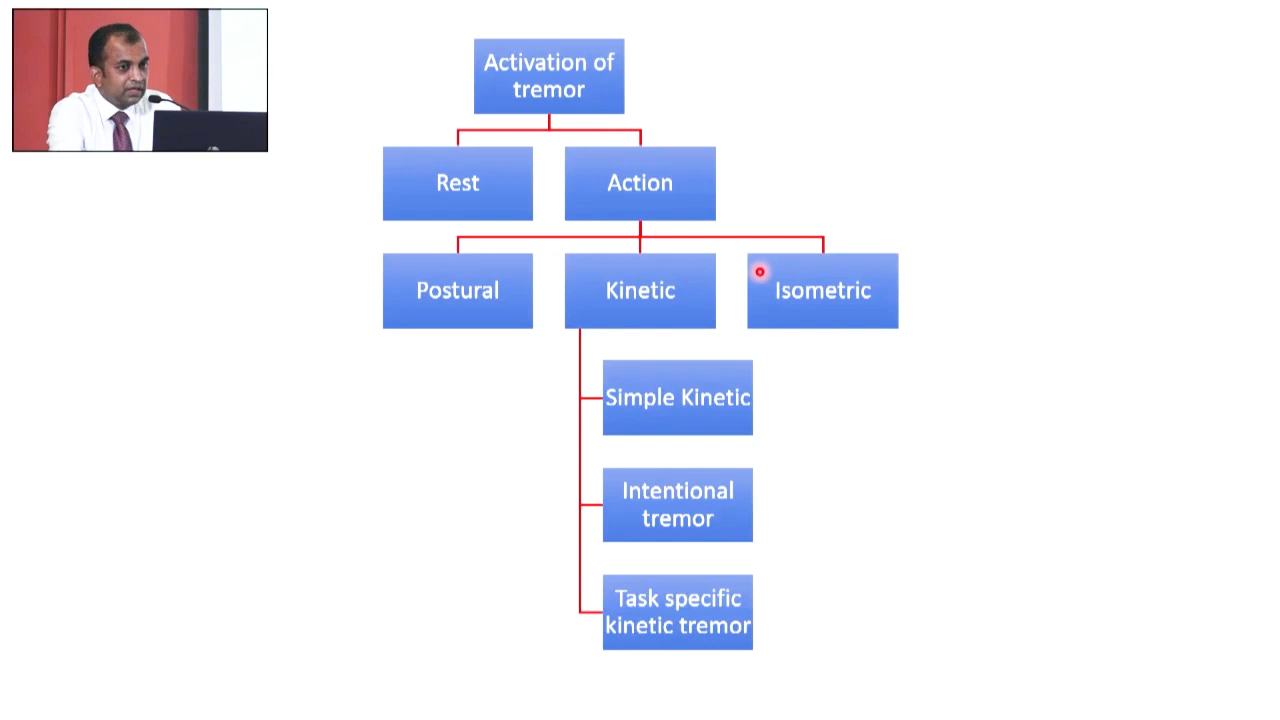 Activation of
tremor
Rest
Action
Postural
Kinetic
Isometric
Simple Kinetic
Intentional
tremor
Task specific
kinetic tremor